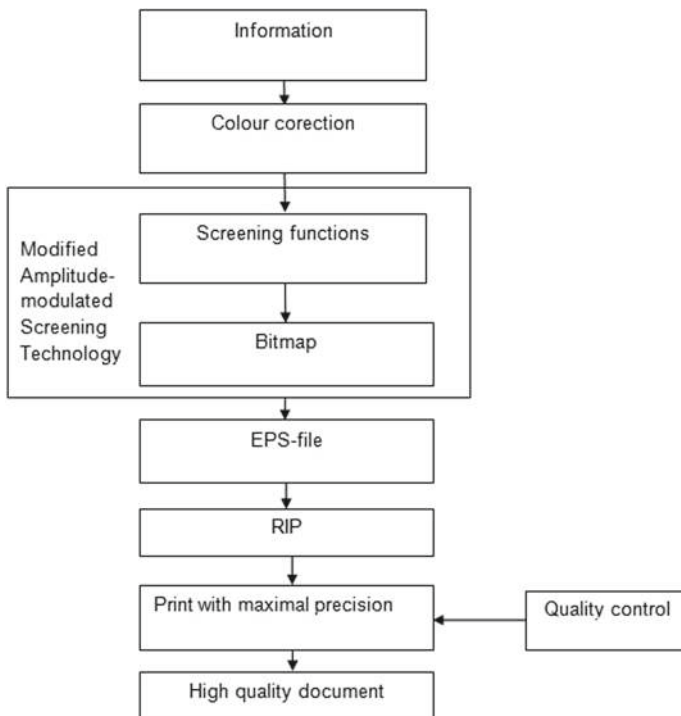 Information
Colour corection
Screening functions
Modified
Amplitude-
modulated
Screening
Technology
Bitmap
EPS-file
RIP
Print with maximal precision
Quality control
High quality document